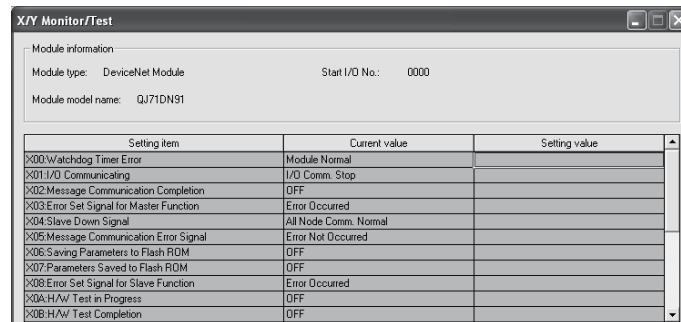 X/Y Monitor/Test
Module information
Module type: DeviceNet Module Start I/O No.: 0000
Module model name: QJ71DN91
Setting item Current value Setting value
X00:Watchdog Timer Error Module Normal
X01:I/O Communicating I/O Comm. Stop
X02:Message Communication Completion OFF
X03:Error Set Signal for Master Function Error Occurred
X04:Slave Down Signal All Node Comm. Normal
X05:Message Communication Error Signal Error Not Occurred
X06:Saving Parameters to Flash ROM OFF
X07:Parameters Saved to Flash ROM OFF
X08:Error Set Signal for Slave Function Error Occurred
X0A:H/W Test in Progress OFF
X0B:H/W Test Completion OFF